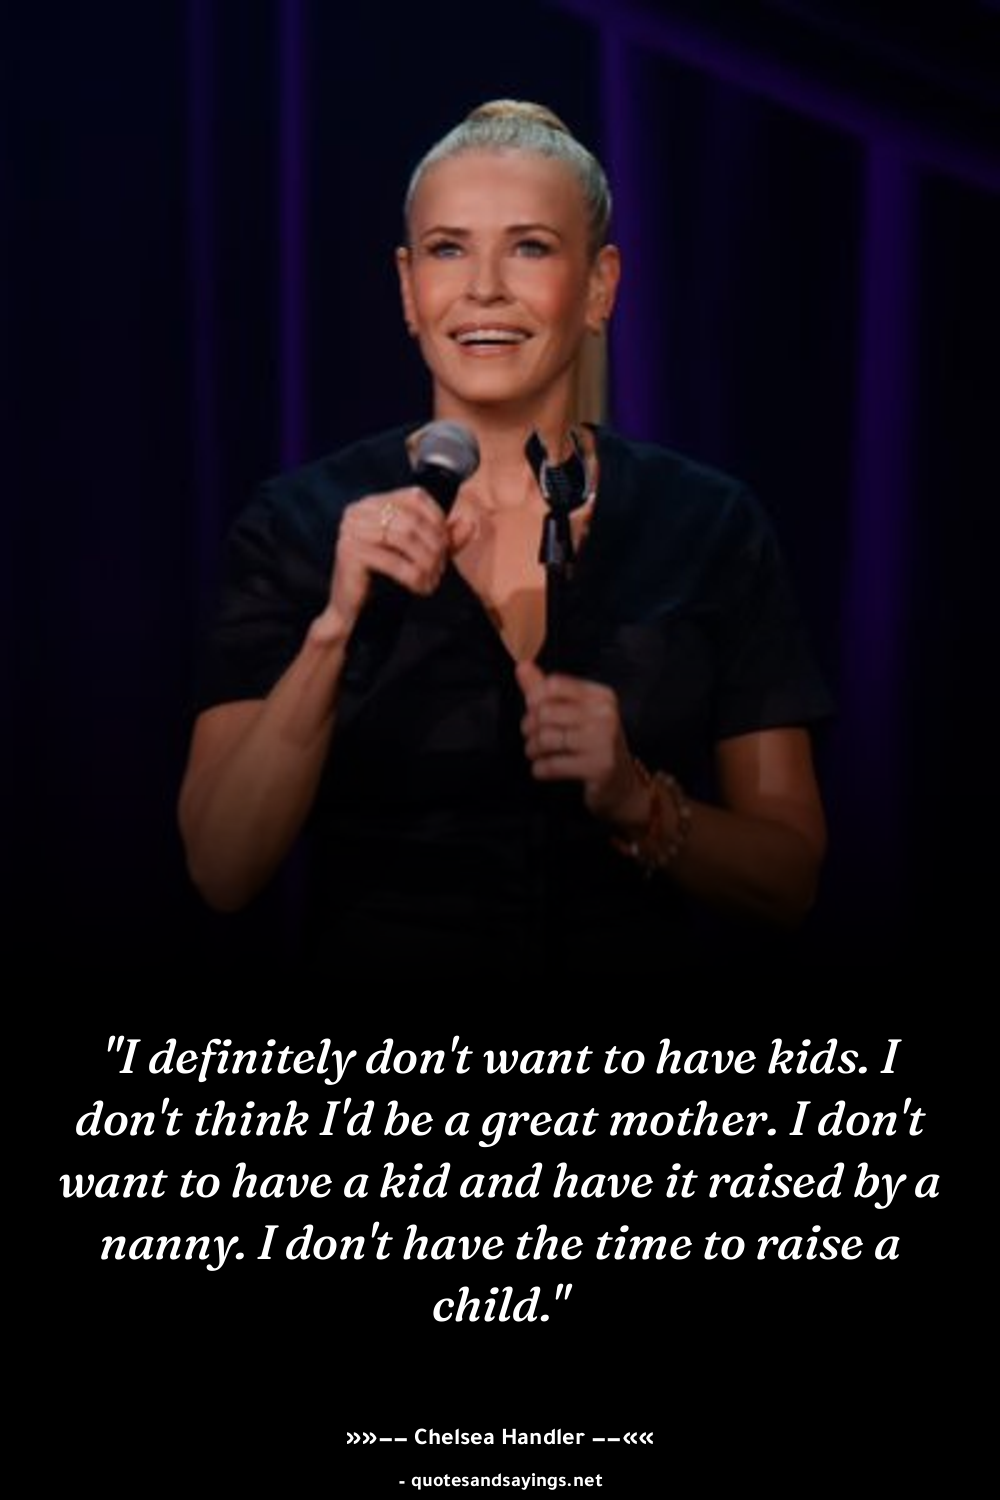 "I definitely don't want to have kids. I
don't think I'd be a great mother. I don't
want to have a kid and have it raised by a
nanny. I don't have the time to raise a
child."
»»−− Chelsea Handler −−««
- quotesandsayings.net